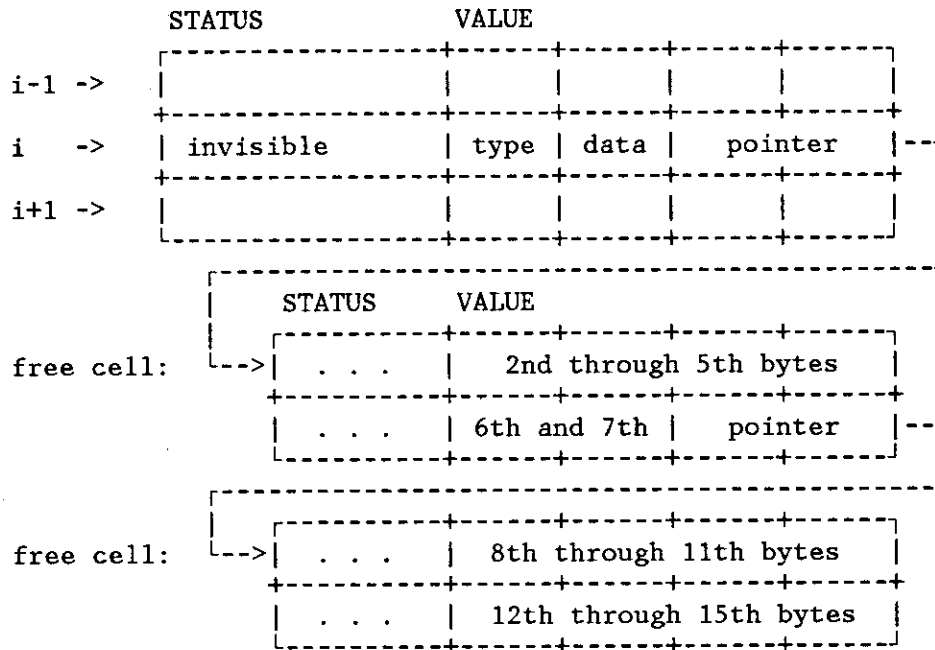 STATUS VALUE
i-1 ->
i -> invisible type data pointer
i+1 ->
STATUS VALUE
free cell: . . . 2nd through 5th bytes
. . . 6th and 7th pointer
free cell: . . . 8th through 11th bytes
. . . 12th through 15th bytes